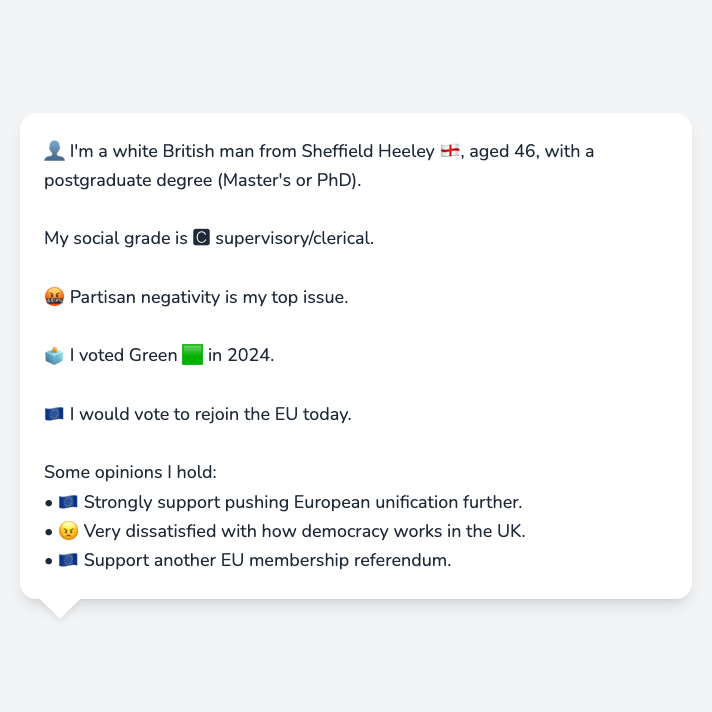 👤 I'm a white British man from Sheffield Heeley 🏴󠁧󠁢󠁥󠁮󠁧󠁿, aged 46, with a
postgraduate degree (Master's or PhD).
My social grade is 🅲 supervisory/clerical.
🤬 Partisan negativity is my top issue.
🗳️ I voted Green 🟩 in 2024.
🇪🇺 I would vote to rejoin the EU today.
Some opinions I hold:
• 🇪🇺 Strongly support pushing European unification further.
• 😠 Very dissatisfied with how democracy works in the UK.
• 🇪🇺 Support another EU membership referendum.